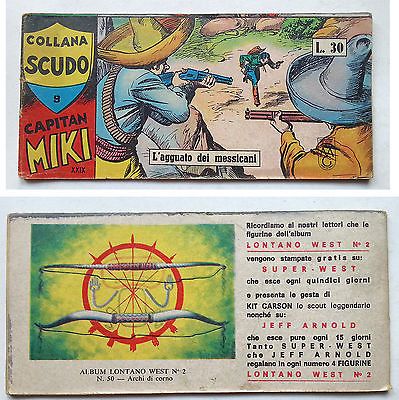 COLLANA
SCUDO
9
CAPITAN
MIKI
XXIX
L. 30
L'agguato dei messicani
ALBUM LONTANO WEST N° 2
N. 50 — Archi di corno
Ricordiamo ai nostri lettori che le
figurine dell'album
LONTANO WEST N° 2
vengono stampate gratis su:
SUPER-WEST
che esce ogni quindici giorni
e presenta le gesta di
KIT CARSON lo scout leggendario
nonché su:
JEFF ARNOLD
che esce pure ogni 15 giorni
Tanto SUPER-WEST
che JEFF ARNOLD
regalano in ogni numero 4 FIGURINE
LONTANO WEST N° 2